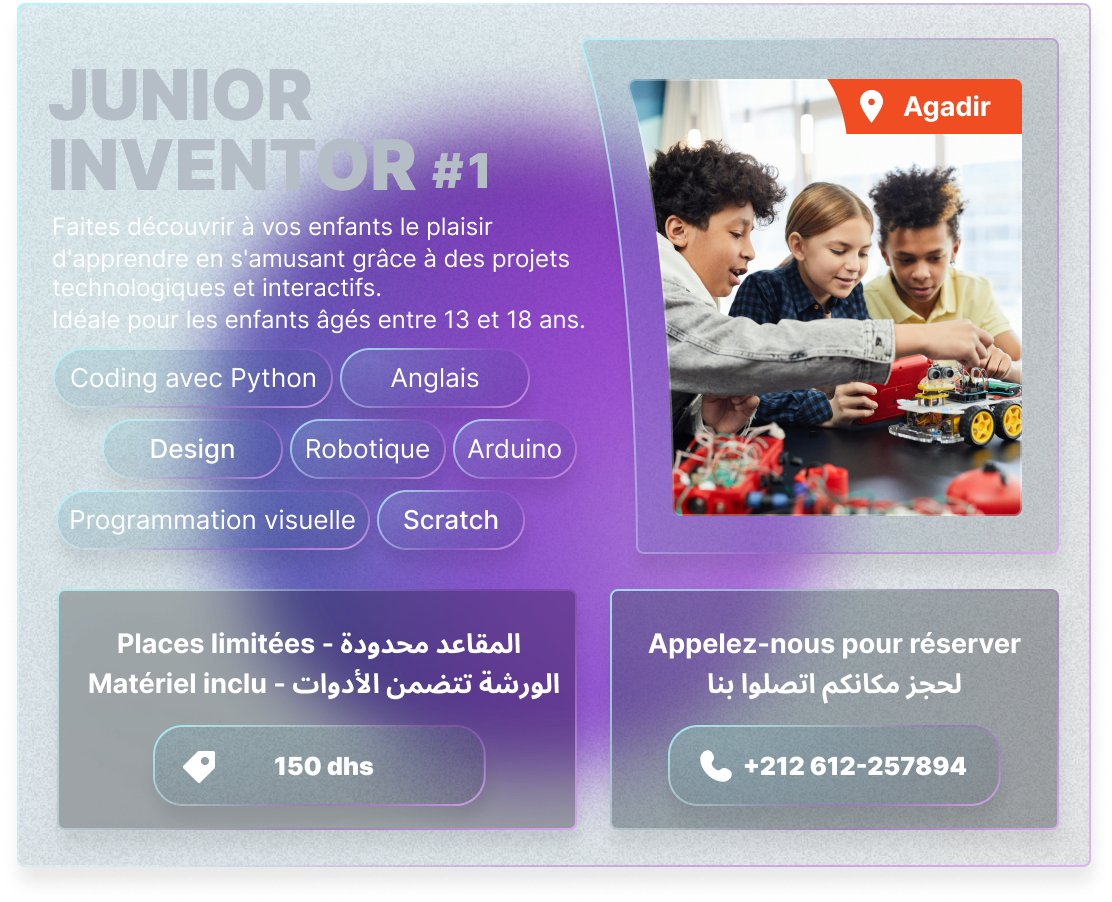 JUNIOR
INVENTOR #1
Faites découvrir à vos enfants le plaisir
d'apprendre en s'amusant grâce à des projets
technologiques et interactifs.
Idéale pour les enfants âgés entre 13 et 18 ans.
Coding avec Python
Anglais
Design
Robotique
Arduino
Programmation visuelle
Scratch
Agadir
Places limitées - المقاعد محدودة
Matériel inclu - الورشة تتضمن الأدوات
150 dhs
Appelez-nous pour réserver
لحجز مكانكم اتصلوا بنا
+212 612-257894